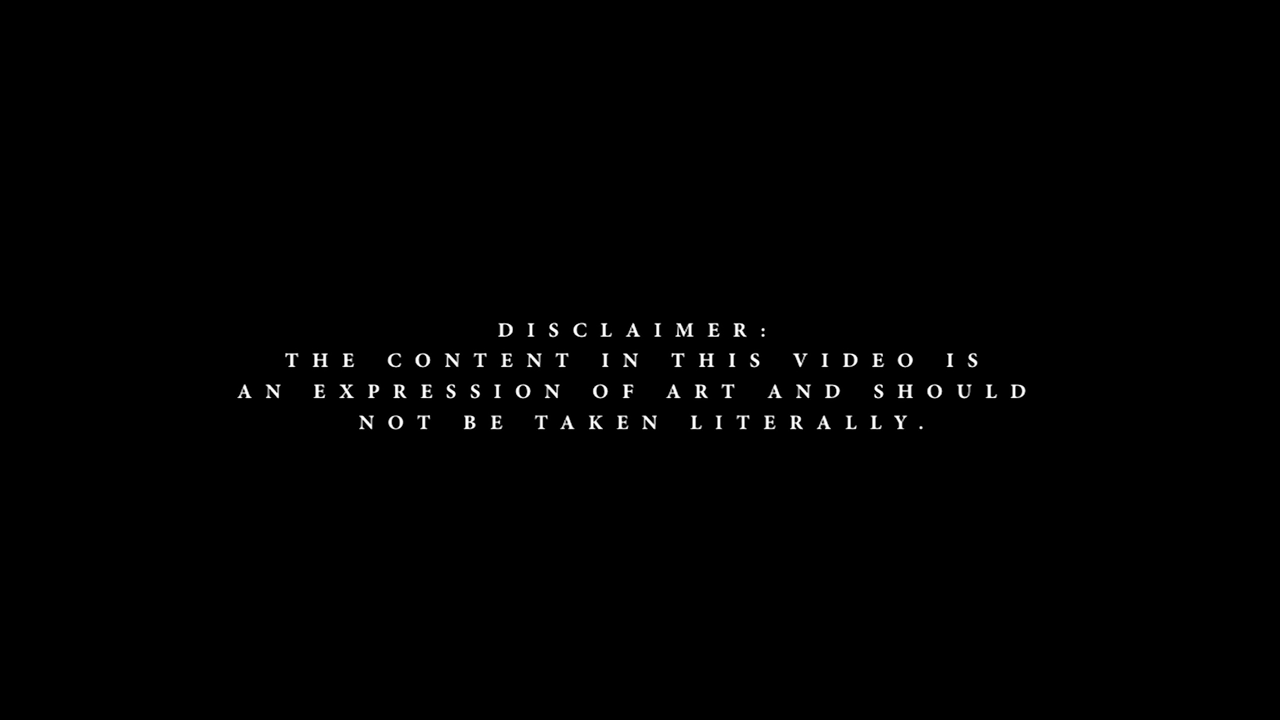 DISCLAIMER:
THE CONTENT IN THIS VIDEO IS
AN EXPRESSION OF ART AND SHOULD
NOT BE TAKEN LITERALLY.